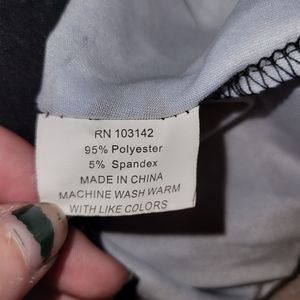 RN 103142
95% Polyester
5% Spandex
MADE IN CHINA
MACHINE WASH WARM
WITH LIKE COLORS